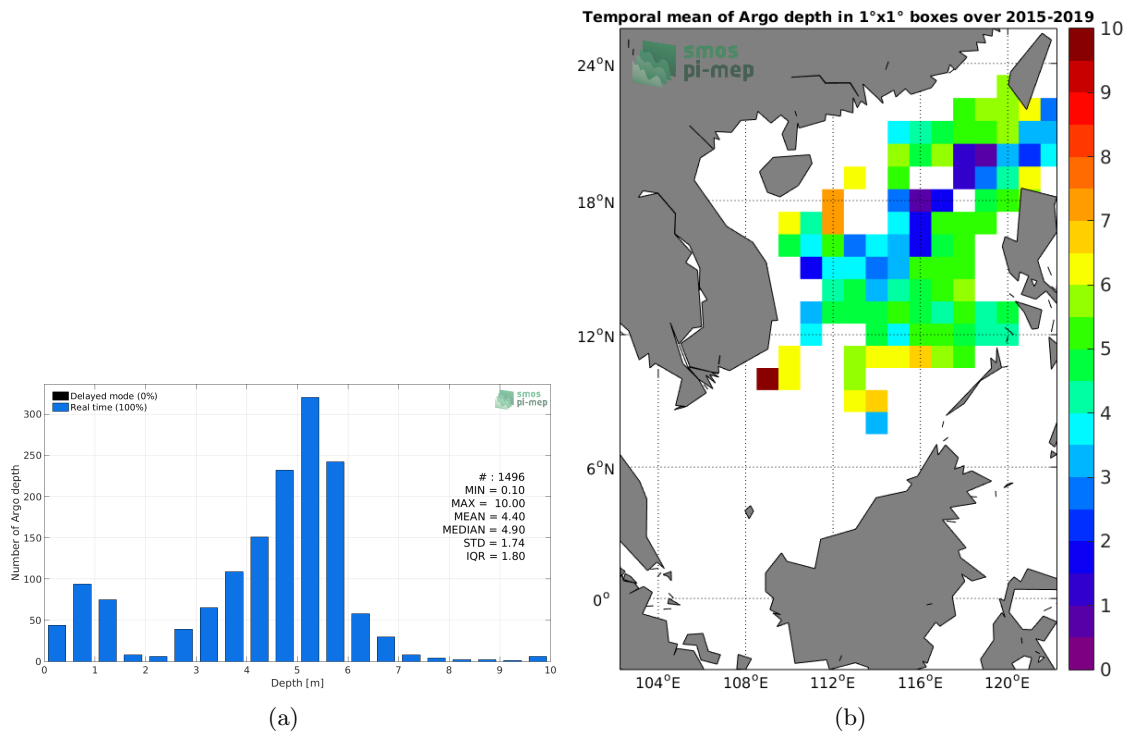 Temporal mean of Argo depth in 1°x1° boxes over 2015-2019
smos
pi-mep
24°N
18°N
12°N
6°N
0°
104°E
108°E
112°E
116°E
120°E
10
9
8
7
6
5
4
3
2
1
0
Delayed mode (0%)
Real time (100%)
smos
pi-mep
300
250
200
150
100
50
0
Number of Argo depth
# : 1496
MIN = 0.10
MAX = 10.00
MEAN = 4.40
MEDIAN = 4.90
STD = 1.74
IQR = 1.80
0 1 2 3 4 5 6 7 8 9 10
Depth [m]
(a)
(b)